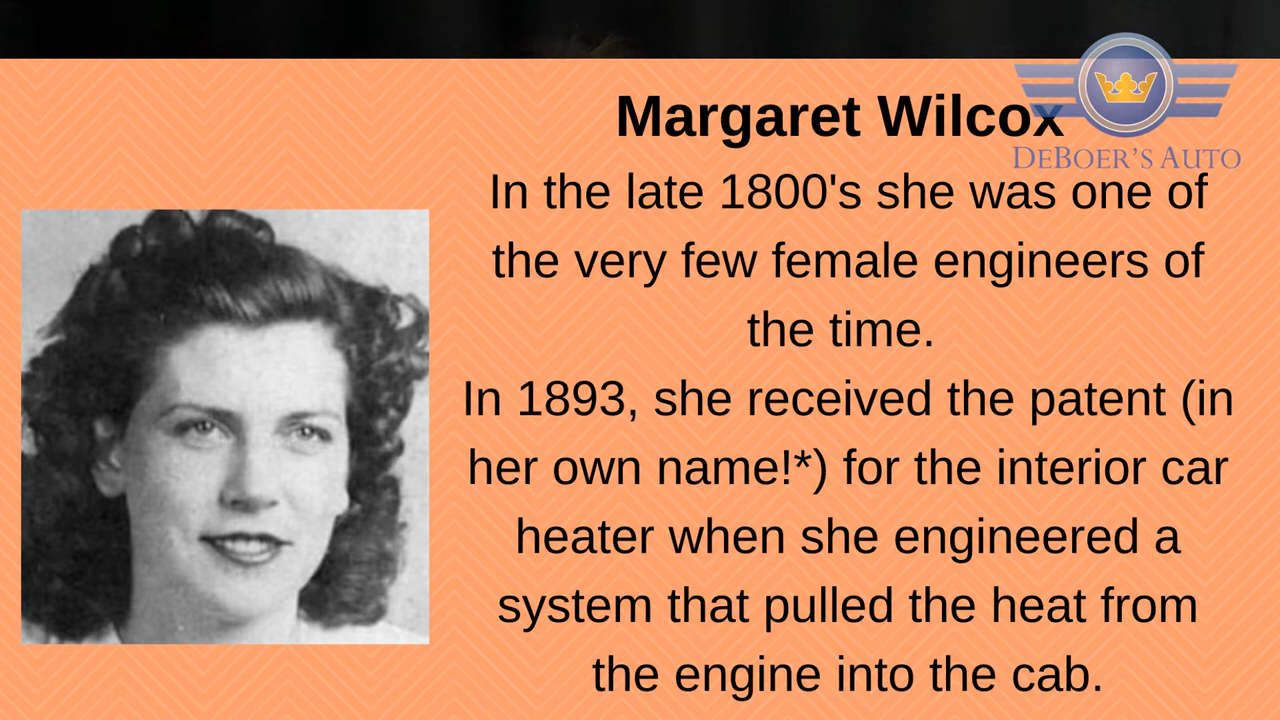 Margaret Wilcox
DEBOER'S AUTO
In the late 1800's she was one of
the very few female engineers of
the time.
In 1893, she received the patent (in
her own name!*) for the interior car
heater when she engineered a
system that pulled the heat from
the engine into the cab.